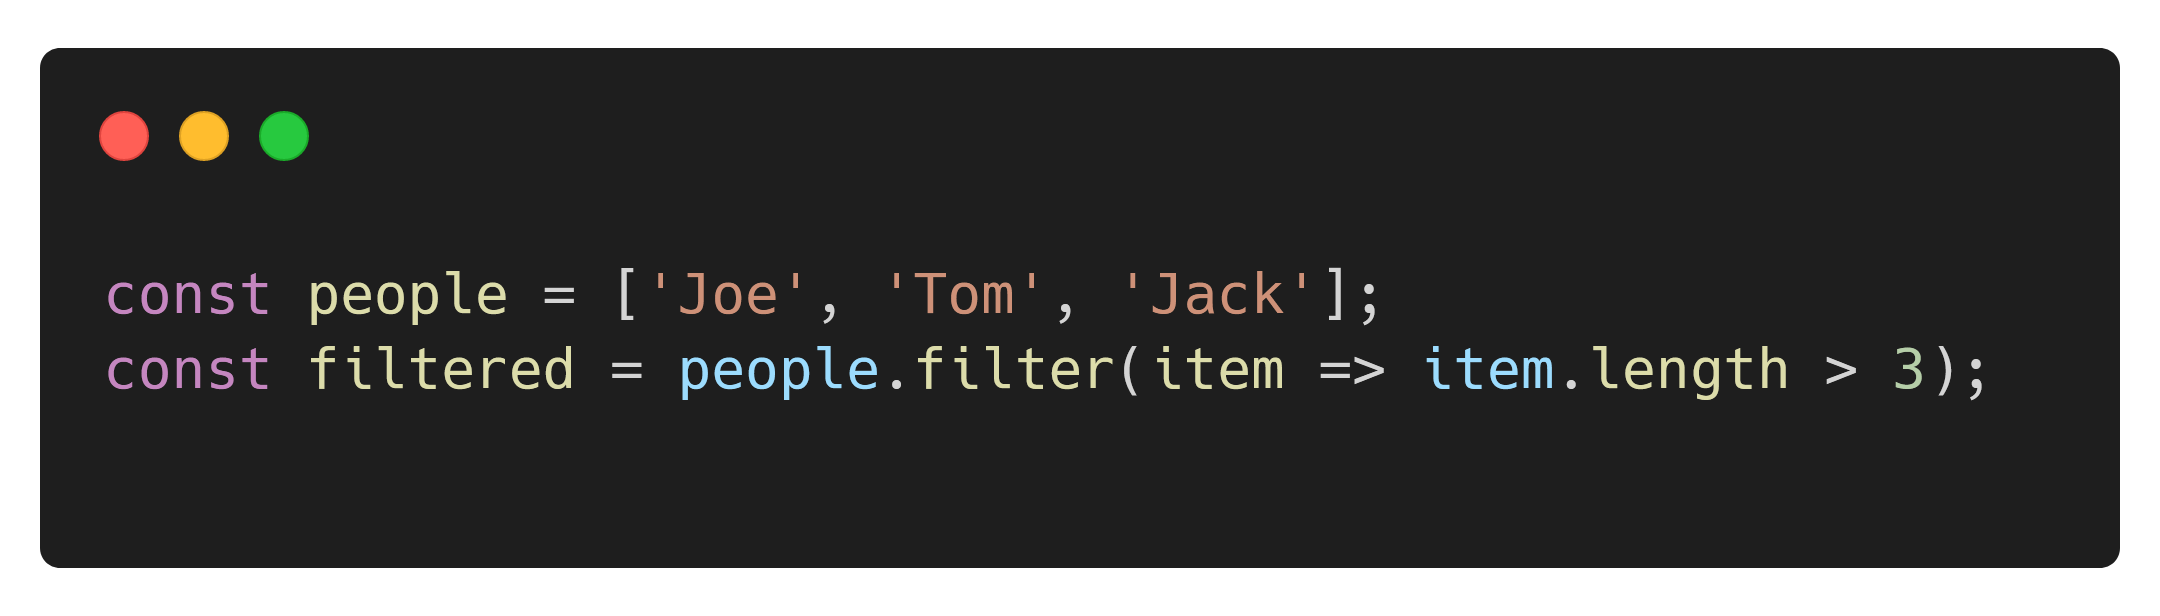 const people = ['Joe', 'Tom', 'Jack'];
const filtered = people.filter(item => item.length > 3);